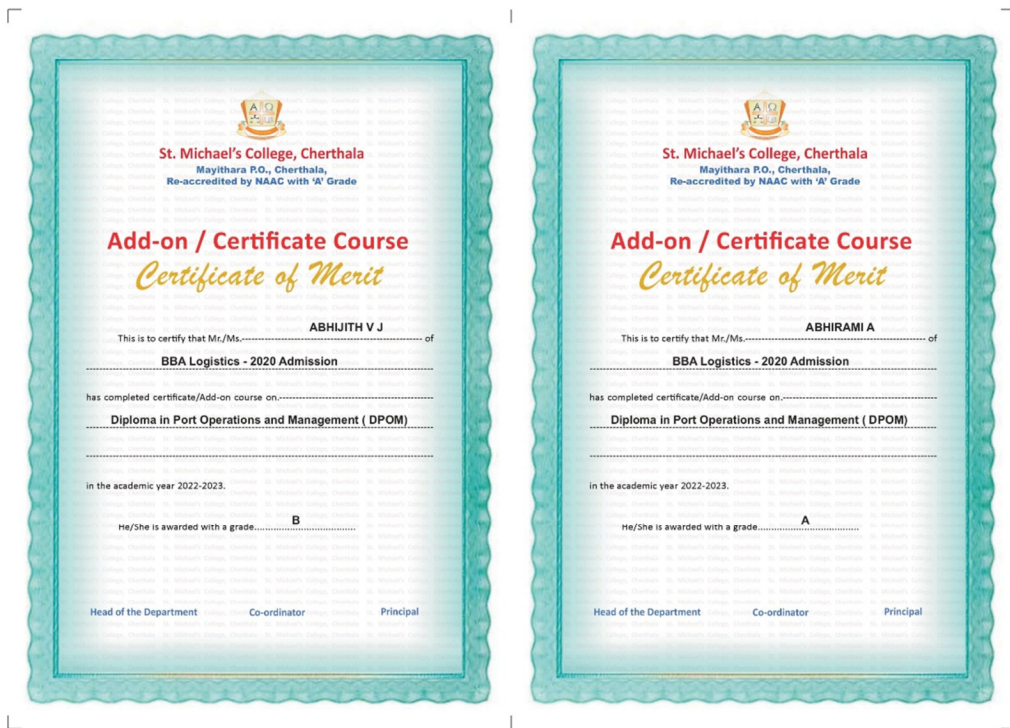 St. Michael's College, Cherthala
Mayithara P.O., Cherthala,
Re-accredited by NAAC with 'A' Grade
Add-on / Certificate Course
Certificate of Merit
ABHIJITH V J
This is to certify that Mr./Ms. of
BBA Logistics - 2020 Admission
has completed certificate/Add-on course on.
Diploma in Port Operations and Management ( DPOM)
in the academic year 2022-2023.
B
He/She is awarded with a grade
Head of the Department Co-ordinator Principal
St. Michael's College, Cherthala
Mayithara P.O., Cherthala,
Re-accredited by NAAC with 'A' Grade
Add-on / Certificate Course
Certificate of Merit
ABHIRAMI A
This is to certify that Mr./Ms. of
BBA Logistics - 2020 Admission
has completed certificate/Add-on course on.
Diploma in Port Operations and Management ( DPOM)
in the academic year 2022-2023.
A
He/She is awarded with a grade
Head of the Department Co-ordinator Principal